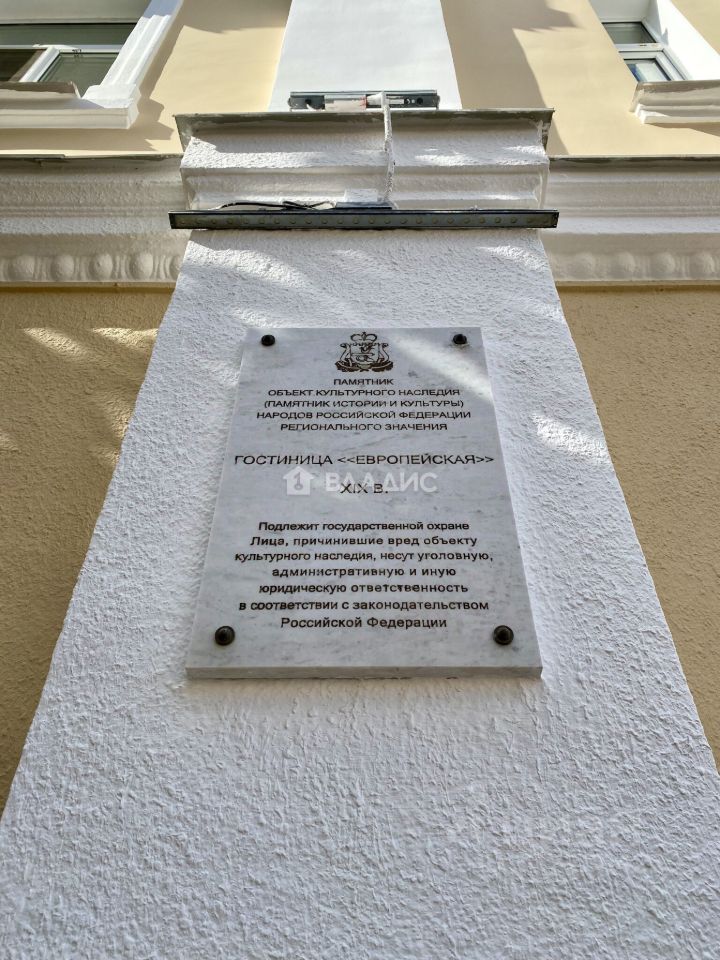 ПАМЯТНИК
ОБЪЕКТ КУЛЬТУРНОГО НАСЛЕДИЯ
(ПАМЯТНИК ИСТОРИИ И КУЛЬТУРЫ)
НАРОДОВ РОССИЙСКОЙ ФЕДЕРАЦИИ
РЕГИОНАЛЬНОГО ЗНАЧЕНИЯ
ГОСТИНИЦА <<ЕВРОПЕЙСКАЯ>>
ВЛАДИС
XIX В.
Подлежит государственной охране
Лица, причинившие вред объекту
культурного наследия, несут уголовную,
административную и иную
юридическую ответственность
в соответствии с законодательством
Российской Федерации